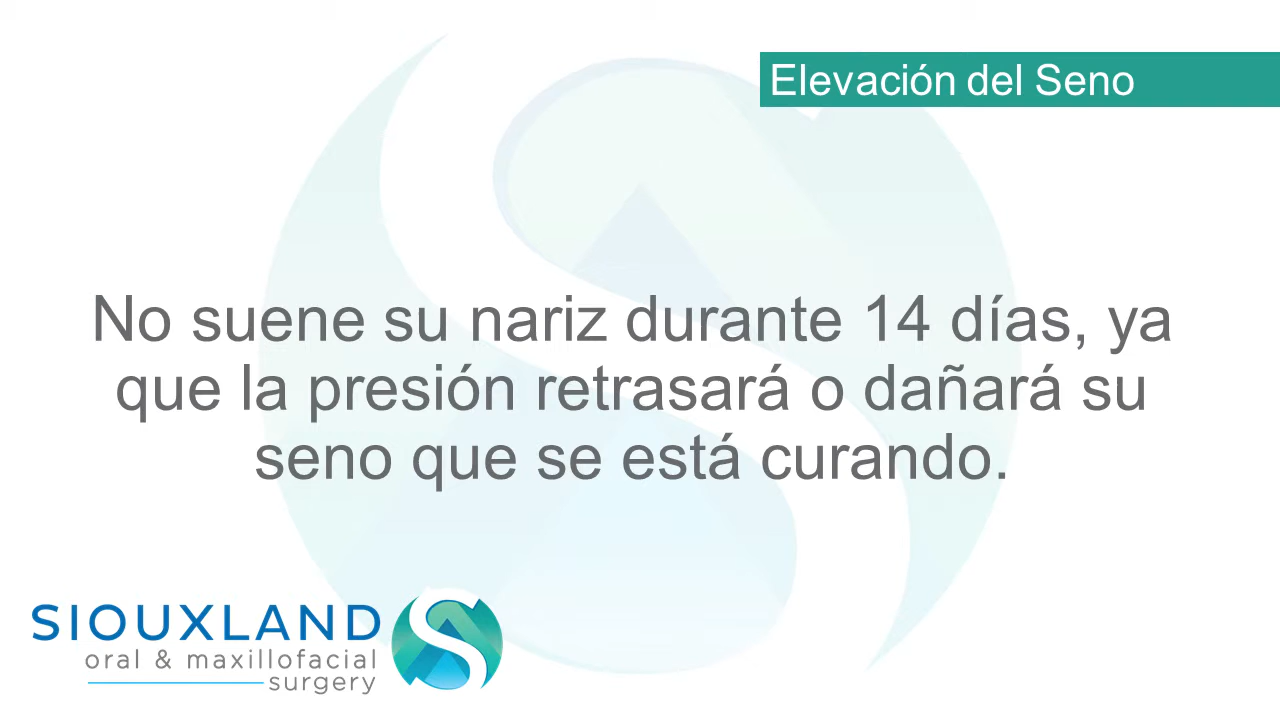 Elevación del Seno
No suene su nariz durante 14 días, ya
que la presión retrasará o dañará su
seno que se está curando.
SIOUXLAND
oral & maxillofacial
surgery